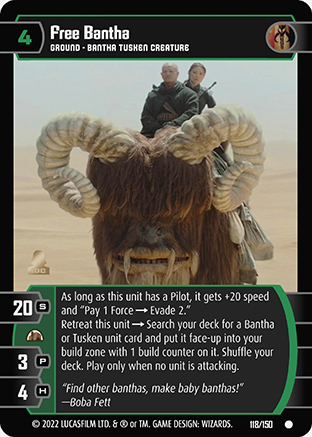 4
Free Bantha
GROUND - BANTHA TUSKEN CREATURE
20 S
3 P
4 H
As long as this unit has a Pilot, it gets +20 speed
and "Pay 1 Force → Evade 2."
Retreat this unit → Search your deck for a Bantha
or Tusken unit card and put it face-up into your
build zone with 1 build counter on it. Shuffle your
deck. Play only when no unit is attacking.
"Find other banthas, make baby banthas!"
—Boba Fett
© 2022 LUCASFILM LTD. & ® OR TM. GAME DESIGN: WIZARDS.
118/150